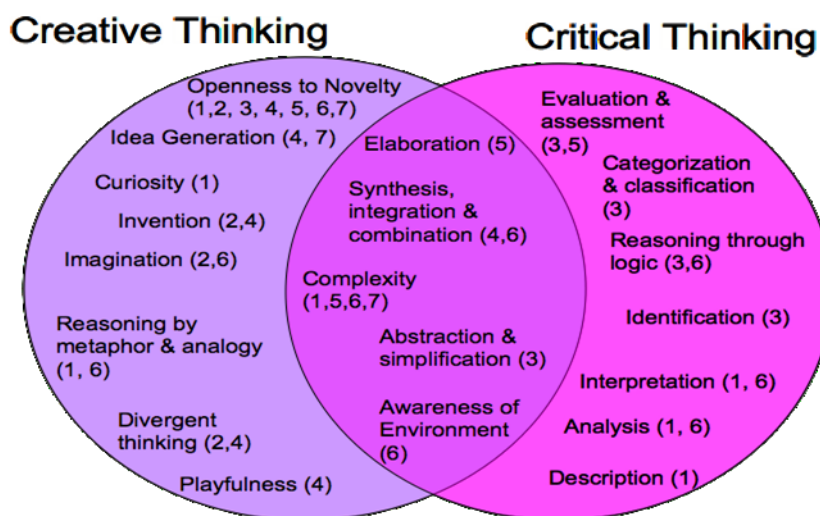 Creative Thinking
Openness to Novelty
(1,2, 3, 4, 5, 6,7)
Idea Generation (4, 7)
Curiosity (1)
Invention (2,4)
Imagination (2,6)
Reasoning by
metaphor & analogy
(1, 6)
Divergent
thinking (2,4)
Playfulness (4)
Elaboration (5)
Synthesis,
integration &
combination (4,6)
Complexity
(1,5,6,7)
Abstraction &
simplification (3)
Awareness of
Environment
(6)
Critical Thinking
Evaluation &
assessment
(3,5)
Categorization
& classification
(3)
Reasoning through
logic (3,6)
Identification (3)
Interpretation (1, 6)
Analysis (1, 6)
Description (1)